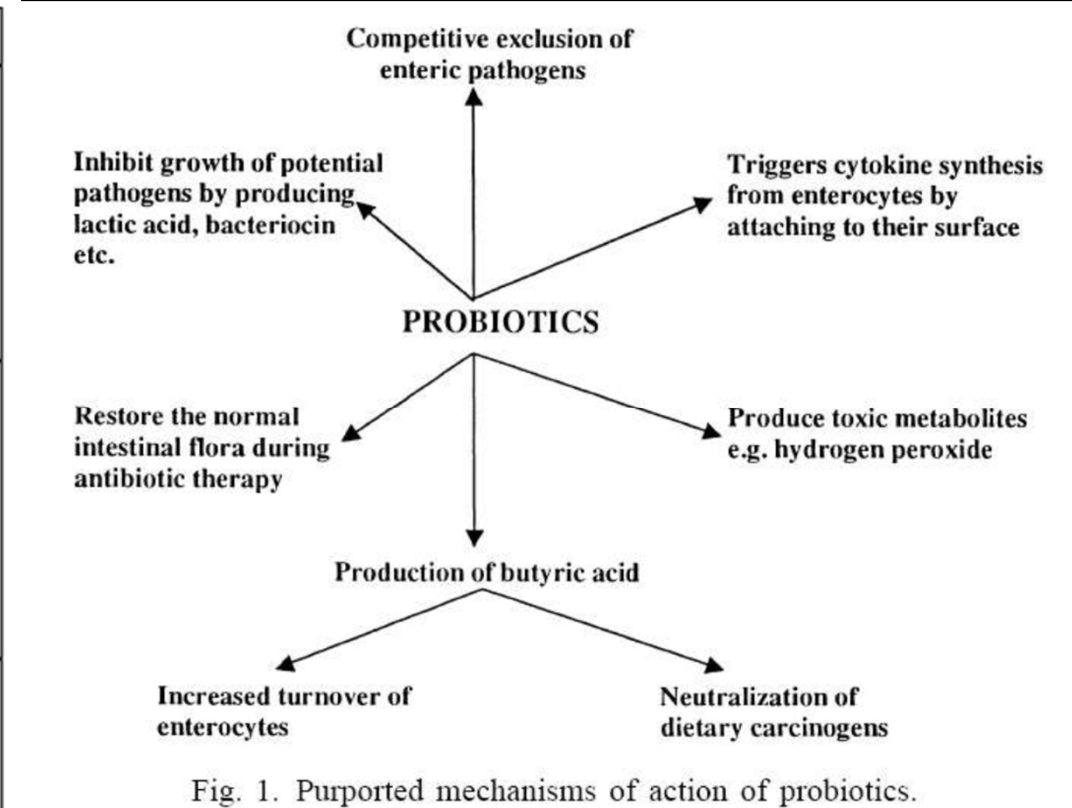 Competitive exclusion of
enteric pathogens
Inhibit growth of potential
pathogens by producing
lactic acid, bacteriocin
etc.
Triggers cytokine synthesis
from enterocytes by
attaching to their surface
PROBIOTICS
Restore the normal
intestinal flora during
antibiotic therapy
Produce toxic metabolites
e.g. hydrogen peroxide
Production of butyric acid
Increased turnover of
enterocytes
Neutralization of
dietary carcinogens
Fig. 1. Purported mechanisms of action of probiotics.